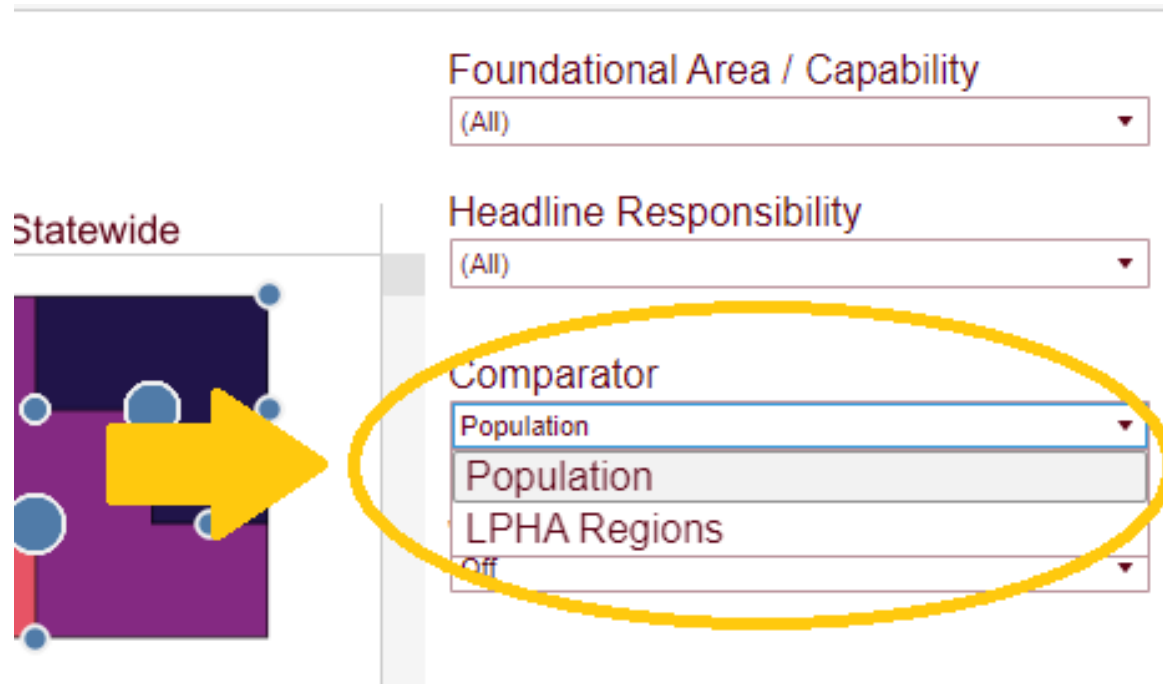 Foundational Area / Capability
(All)
Statewide
Headline Responsibility
(All)
Comparator
Population
Population
LPHA Regions
Off